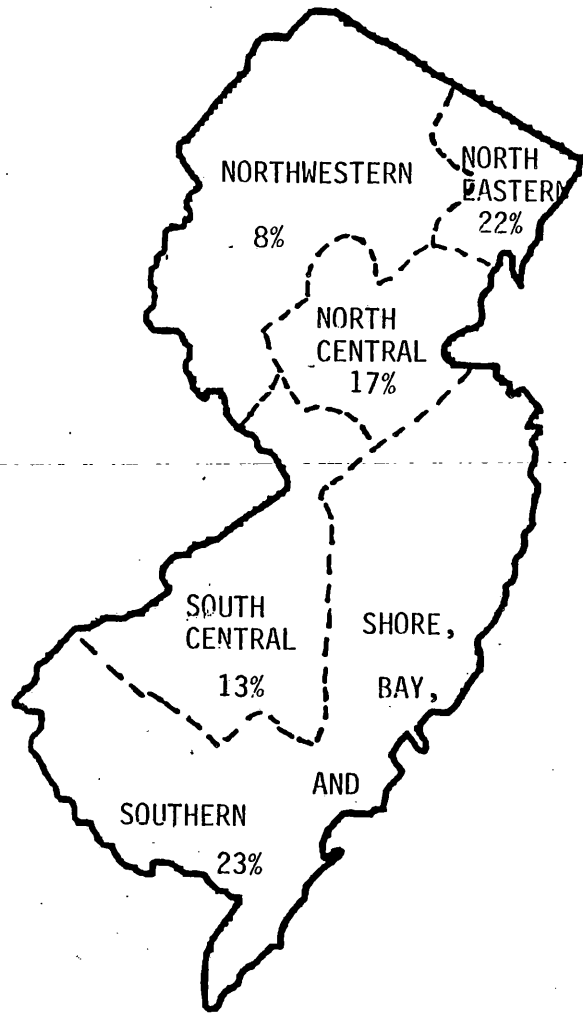 NORTHWESTERN
8%
NORTH
EASTERN
22%
NORTH
CENTRAL
17%
SOUTH
CENTRAL
13%
SHORE,
BAY,
AND
SOUTHERN
23%